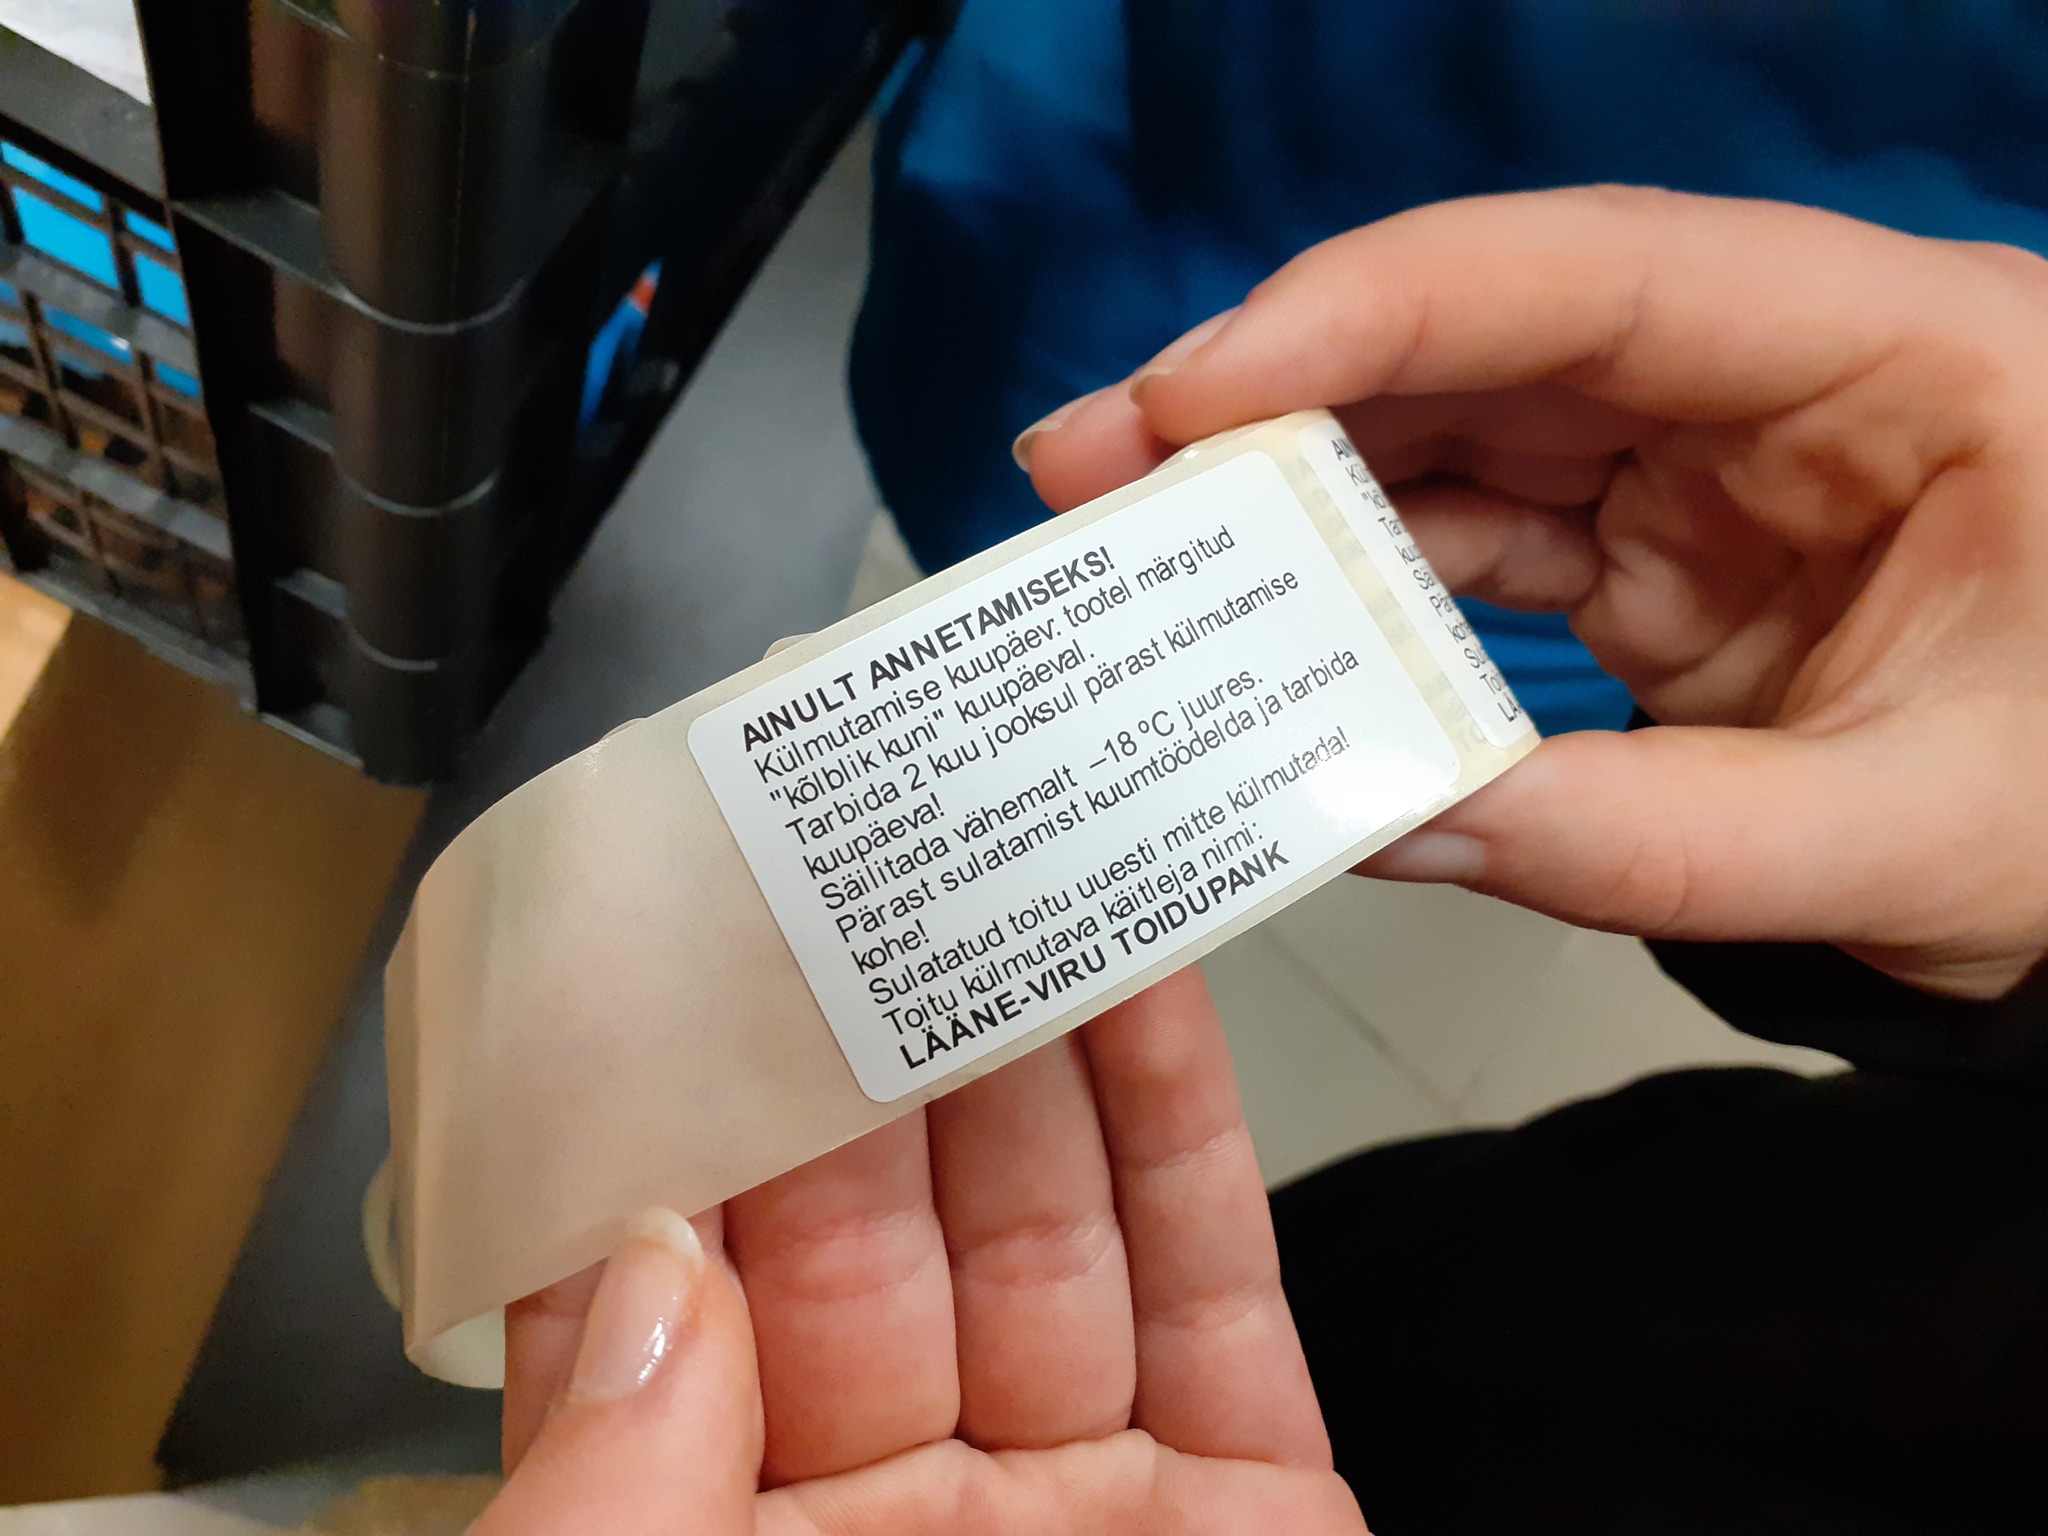 AINULT ANNETAMISEKS!
Külmutamise kuupäev: tootel märgitud
"kõlblik kuni" kuupäeval.
Tarbida 2 kuu jooksul pärast külmutamise
kuupäeva!
Säilitada vähemalt –18 ºC juures.
Pärast sulatamist kuumtöödelda ja tarbida
kohe!
Sulatatud toitu uuesti mitte külmutada!
Toitu külmutava käitleja nimi:
LÄÄNE-VIRU TOIDUPANK